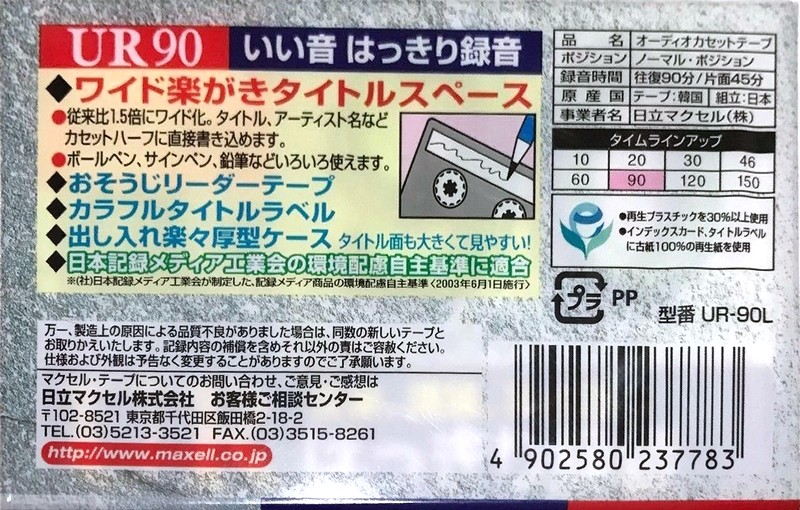 UR 90 いい音 はっきり録音
◆ワイド楽がきタイトルスペース
●従来比1.5倍にワイド化。タイトル、アーティスト名など
カセットハーフに直接書き込めます。
●ボールペン、サインペン、鉛筆などいろいろ使えます。
◆おそうじリーダーテープ
◆カラフルタイトルラベル
◆出し入れ楽々厚型ケース タイトル面も大きくて見やすい!
◆日本記録メディア工業会の環境配慮自主基準に適合
※(社)日本記録メディア工業会が制定した、記録メディア商品の環境配慮自主基準〈2003年6月1日施行〉
品名 オーディオカセットテープ
ポジション ノーマル・ポジション
録音時間 往復90分/片面45分
原産国 テープ:韓国 組立:日本
事業者名 日立マクセル(株)
タイムラインアップ
10 20 30 46
60 90 120 150
●再生プラスチックを30%以上使用
●インデックスカード、タイトルラベル
に古紙100%の再生紙を使用
プラ PP
型番 UR-90L
万一、製造上の原因による品質不良がありました場合は、同数の新しいテープと
お取りかえいたします。記録内容の補償を含めそれ以外の責はご容赦ください。
仕様および外観は予告なく変更することがありますのでご了承願います。
マクセル・テープについてのお問い合わせ、ご意見・ご感想は
日立マクセル株式会社 お客様ご相談センター
〒102-8521 東京都千代田区飯田橋2-18-2
TEL.(03)5213-3521 FAX.(03)3515-8261
http://www.maxell.co.jp
4 902580 237783